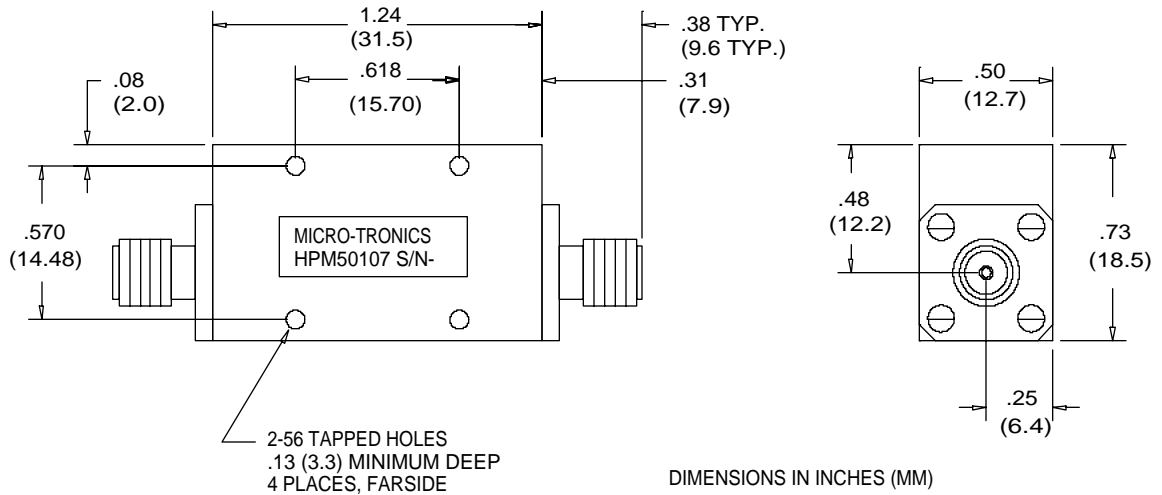 1.24
(31.5)
.38 TYP.
(9.6 TYP.)
.618
(15.70)
.31
(7.9)
.08
(2.0)
.570
(14.48)
MICRO-TRONICS
HPM50107 S/N-
2-56 TAPPED HOLES
.13 (3.3) MINIMUM DEEP
4 PLACES, FARSIDE
.50
(12.7)
.48
(12.2)
.73
(18.5)
.25
(6.4)
DIMENSIONS IN INCHES (MM)